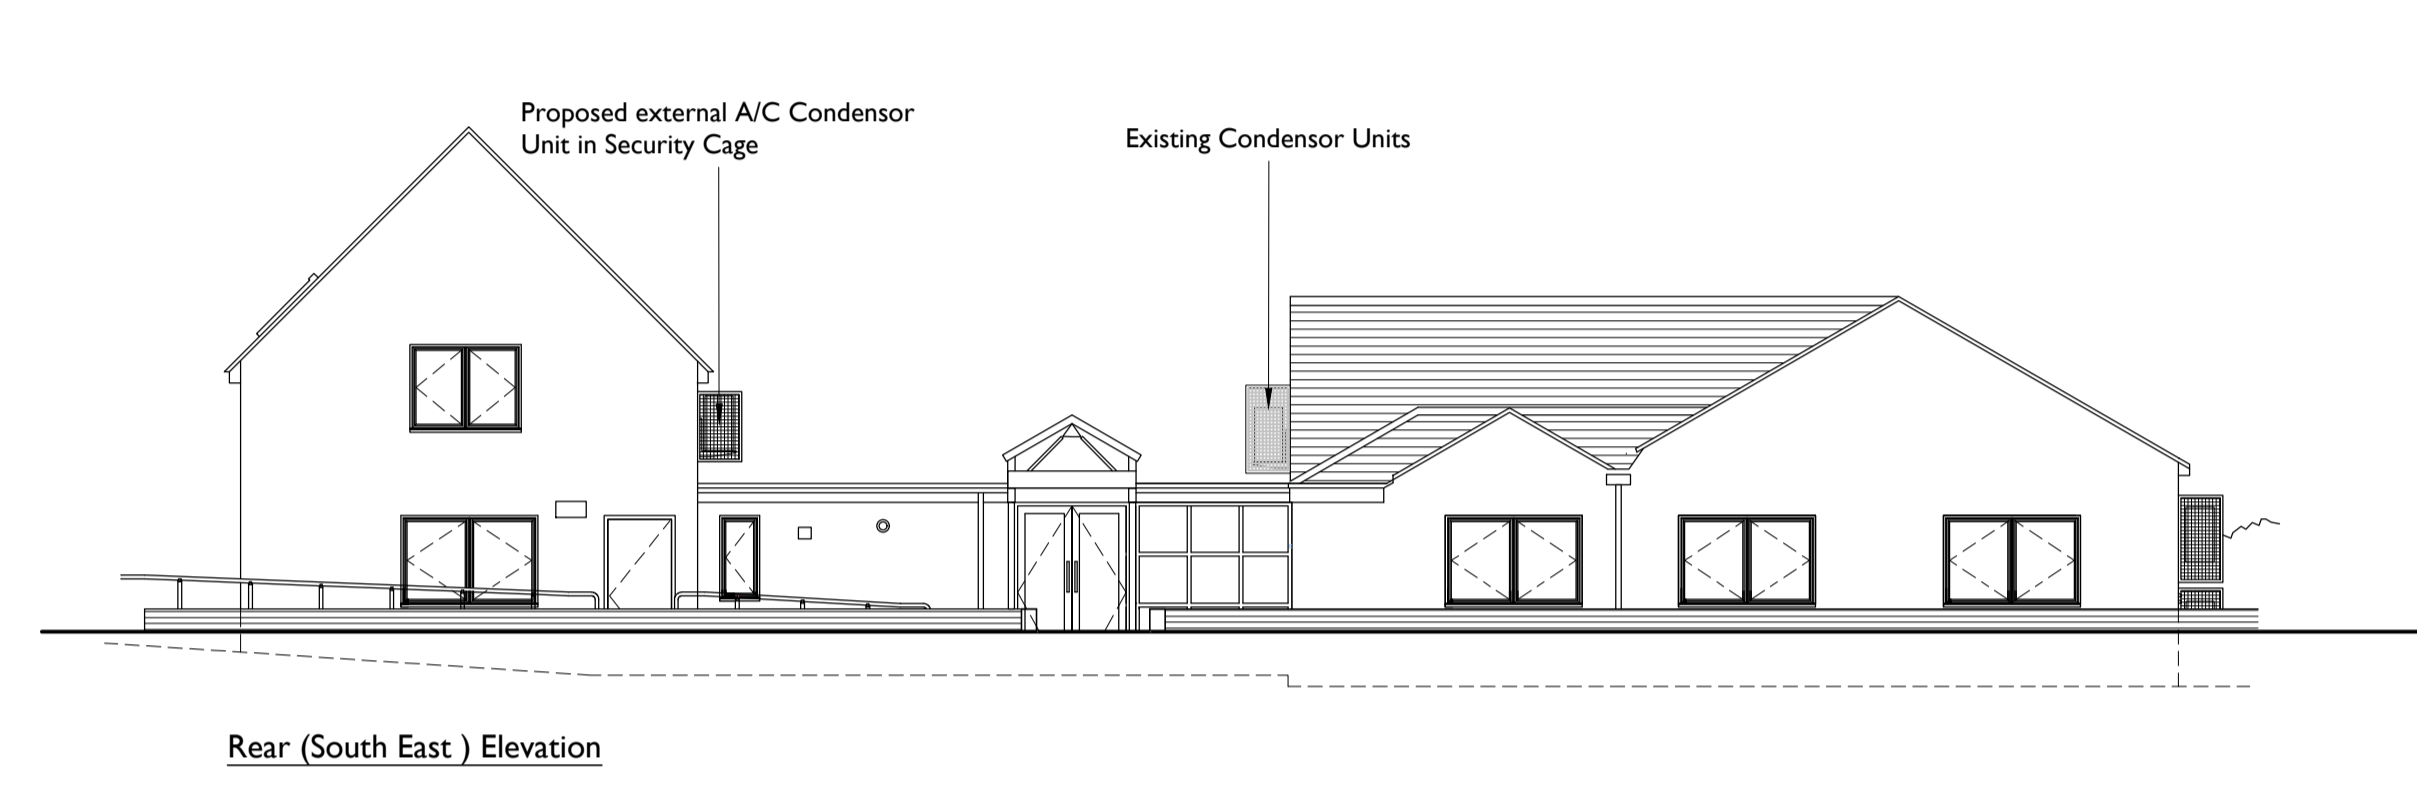 Proposed external A/C Condensor
Unit in Security Cage
Existing Condensor Units
Rear (South East ) Elevation